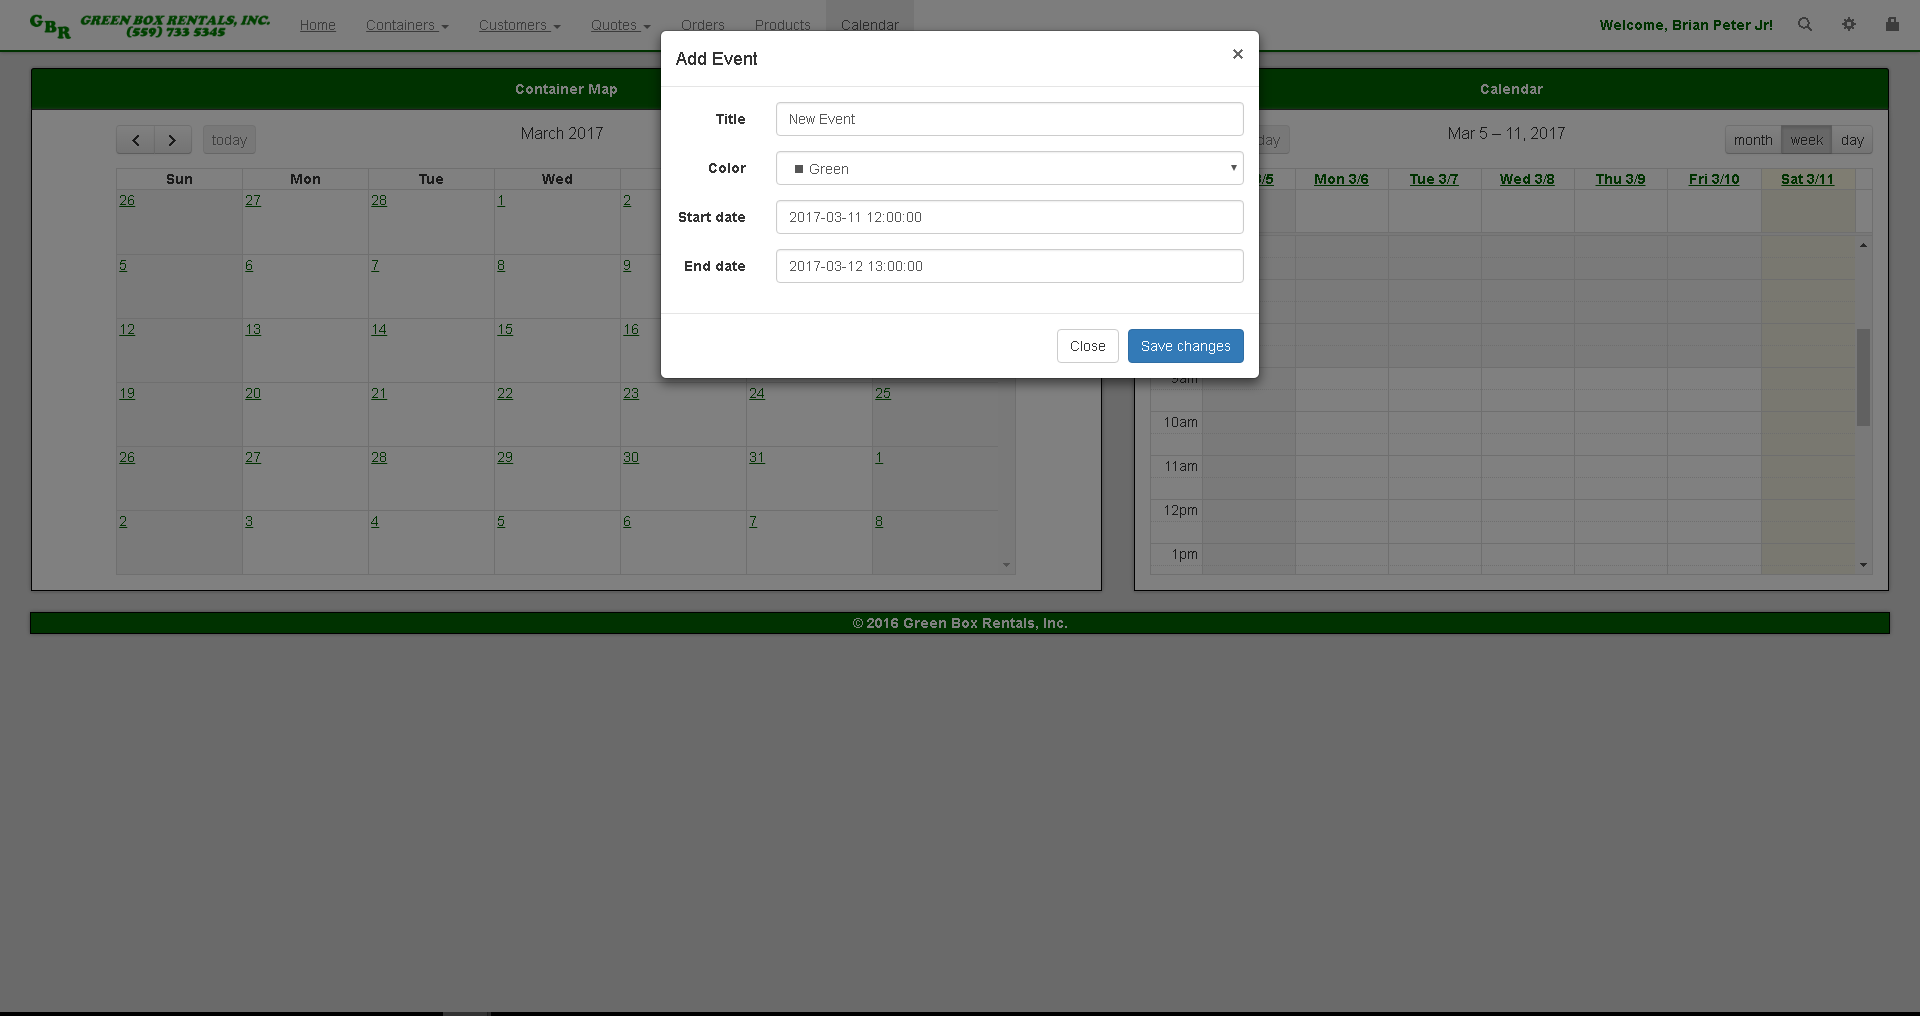 GBR GREEN BOX RENTALS, INC.
(559) 733 5345
Home Containers Customers Quotes Orders Products Calendar
Welcome, Brian Peter Jr!
Add Event
×
Title New Event
Color ■ Green
Start date 2017-03-11 12:00:00
End date 2017-03-12 13:00:00
Close Save changes
Container Map
today March 2017
Sun Mon Tue Wed
26 27 28 1 2
5 6 7 8 9
12 13 14 15 16
19 20 21 22 23 24 25
26 27 28 29 30 31 1
2 3 4 5 6 7 8
Calendar
day Mar 5 – 11, 2017 month week day
/5 Mon 3/6 Tue 3/7 Wed 3/8 Thu 3/9 Fri 3/10 Sat 3/11
9am
10am
11am
12pm
1pm
© 2016 Green Box Rentals, Inc.